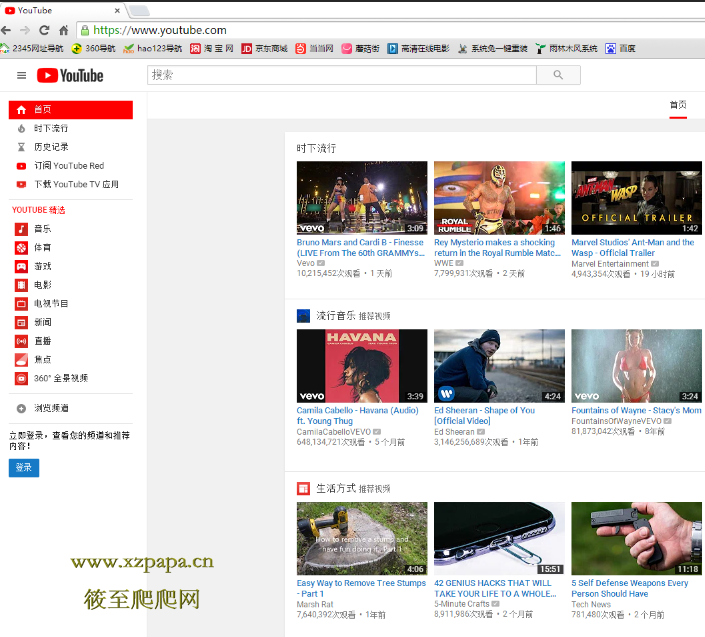 YouTube
https://www.youtube.com
2345网址导航
360导航
hao123导航
淘 宝 网
京东商城
当当网
蘑菇街
高清在线电影
系统兔一键重装
雨林木风系统
百度
YouTube
搜索
首页
首页
时下流行
历史记录
订阅 YouTube Red
下载 YouTube TV 应用
YOUTUBE 精选
音乐
体育
游戏
电影
电视节目
新闻
直播
焦点
360° 全景视频
浏览频道
立即登录，查看您的频道和推荐
内容！
登录
时下流行
vevo
3:09
Bruno Mars and Cardi B - Finesse
(LIVE From The 60th GRAMMYs...
Vevo
10,215,452次观看 • 1 天前
ROYAL
RUMBLE
1:46
Rey Mysterio makes a shocking
return in the Royal Rumble Matc...
WWE
7,799,931次观看 • 2 天前
ANT-MAN
AND THE
WASP
OFFICIAL TRAILER
1:42
Marvel Studios' Ant-Man and the
Wasp - Official Trailer
Marvel Entertainment
4,943,354次观看 • 19 小时前
流行音乐 推荐视频
HAVANA
CAMILA CABELLO
vevo
3:39
Camila Cabello - Havana (Audio)
ft. Young Thug
CamilaCabelloVEVO
648,134,721次观看 • 5 个月前
4:24
Ed Sheeran - Shape of You
[Official Video]
Ed Sheeran
3,146,256,689次观看 • 1年前
vevo
3:24
Fountains of Wayne - Stacy's Mom
FountainsOfWayneVEVO
81,873,042次观看 • 8年前
生活方式 推荐视频
How to remove a stumps and
have fun doing it. Part 1
4:06
Easy Way to Remove Tree Stumps
- Part 1
Marsh Rat
7,640,392次观看 • 1年前
15:51
42 GENIUS HACKS THAT WILL
TAKE YOUR LIFE TO A WHOLE...
5-Minute Crafts
8,911,986次观看 • 2 个月前
11:18
5 Self Defense Weapons Every
Person Should Have
Tech News
781,480次观看 • 2 个月前
www.xzpapa.cn
筱至爬爬网